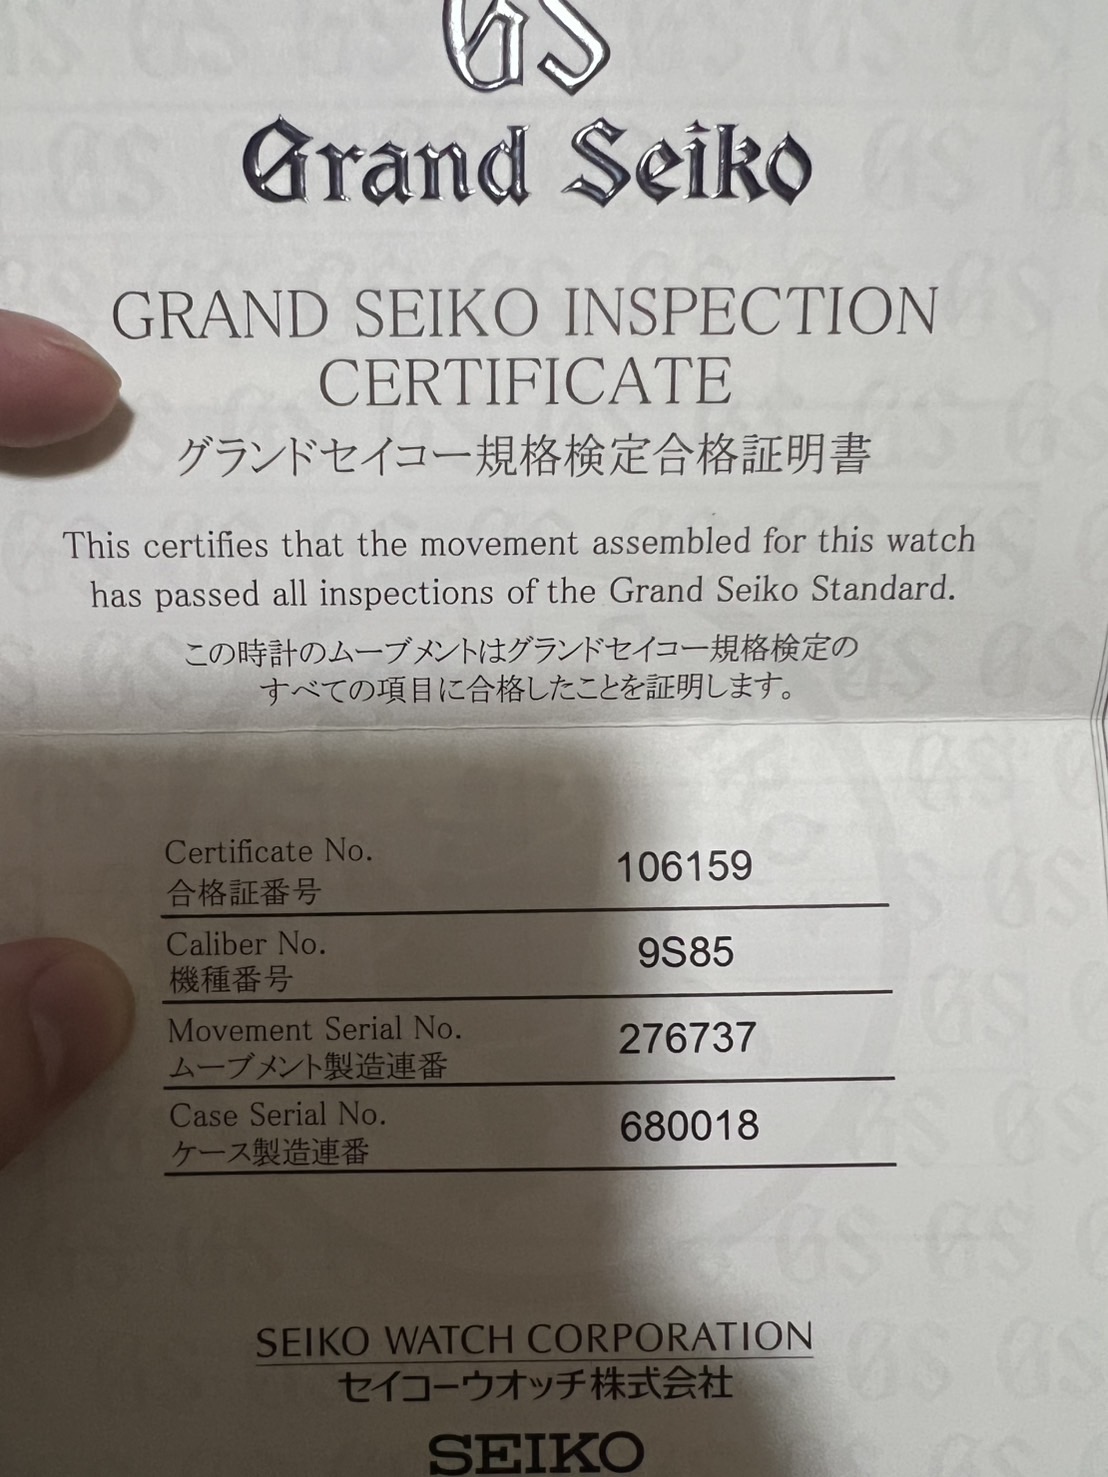 GS
Grand Seiko
GRAND SEIKO INSPECTION
CERTIFICATE
グランドセイコー規格検定合格証明書
This certifies that the movement assembled for this watch
has passed all inspections of the Grand Seiko Standard.
この時計のムーブメントはグランドセイコー規格検定の
すべての項目に合格したことを証明します。
Certificate No.
合格証番号
106159
Caliber No.
機種番号
9S85
Movement Serial No.
ムーブメント製造連番
276737
Case Serial No.
ケース製造連番
680018
SEIKO WATCH CORPORATION
セイコーウオッチ株式会社
SEIKO